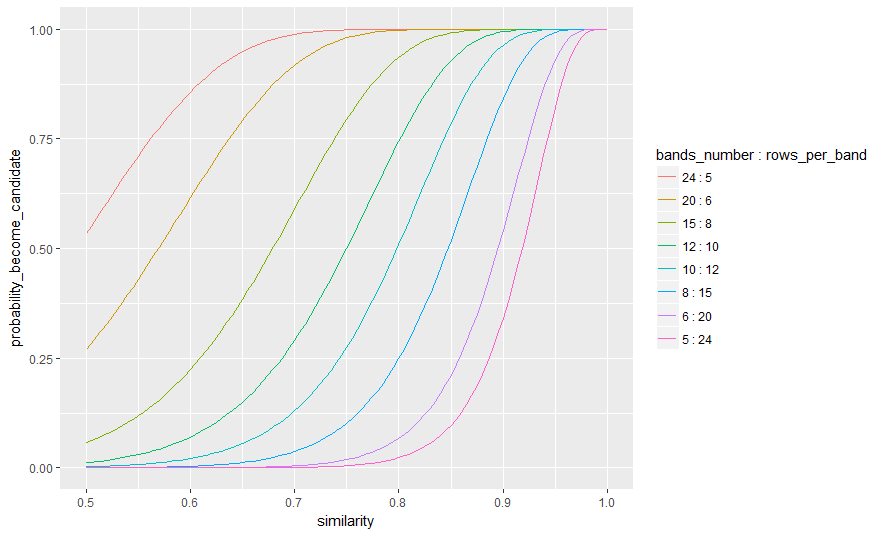 1.00
0.75
0.50
0.25
0.00
probability_become_candidate
0.5 0.6 0.7 0.8 0.9 1.0
similarity
bands_number : rows_per_band
24 : 5
20 : 6
15 : 8
12 : 10
10 : 12
8 : 15
6 : 20
5 : 24